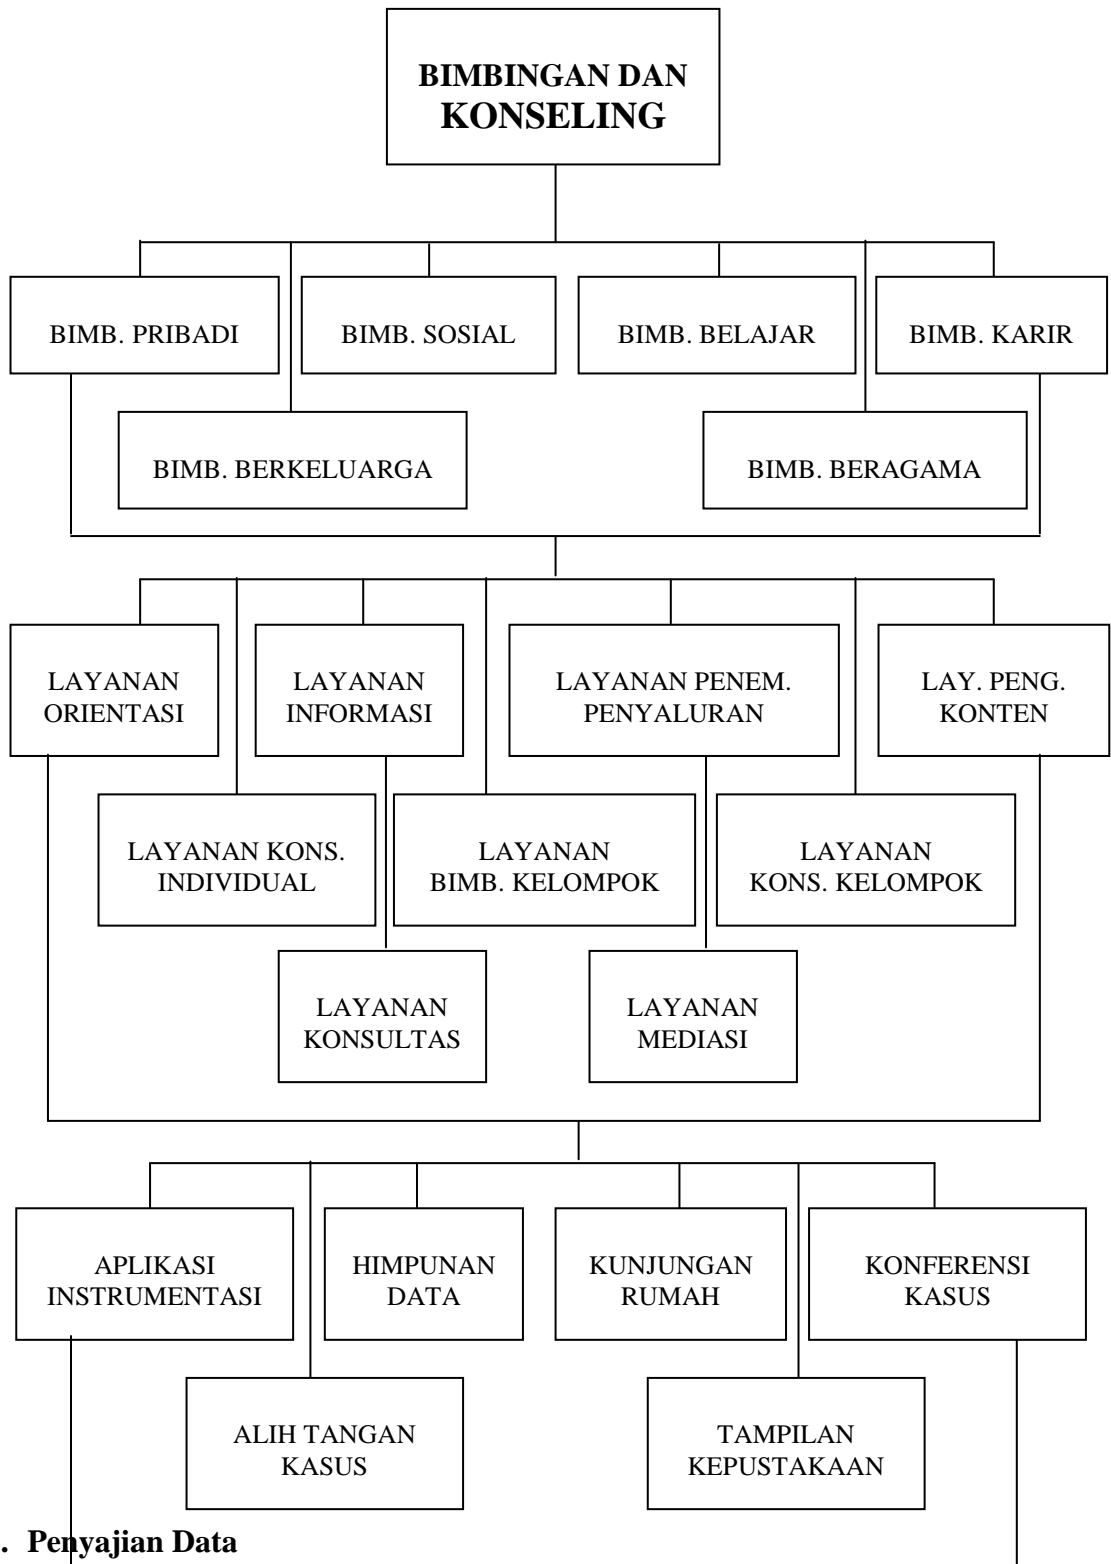 BIMBINGAN DAN
KONSELING
BIMB. PRIBADI
BIMB. SOSIAL
BIMB. BELAJAR
BIMB. KARIR
BIMB. BERKELUARGA
BIMB. BERAGAMA
LAYANAN
ORIENTASI
LAYANAN
INFORMASI
LAYANAN PENEM.
PENYALURAN
LAY. PENG.
KONTEN
LAYANAN KONS.
INDIVIDUAL
LAYANAN
BIMB. KELOMPOK
LAYANAN
KONS. KELOMPOK
LAYANAN
KONSULTAS
LAYANAN
MEDIASI
APLIKASI
INSTRUMENTASI
HIMPUNAN
DATA
KUNJUNGAN
RUMAH
KONFERENSI
KASUS
ALIH TANGAN
KASUS
TAMPILAN
KEPUSTAKAAN
. Penyajian Data